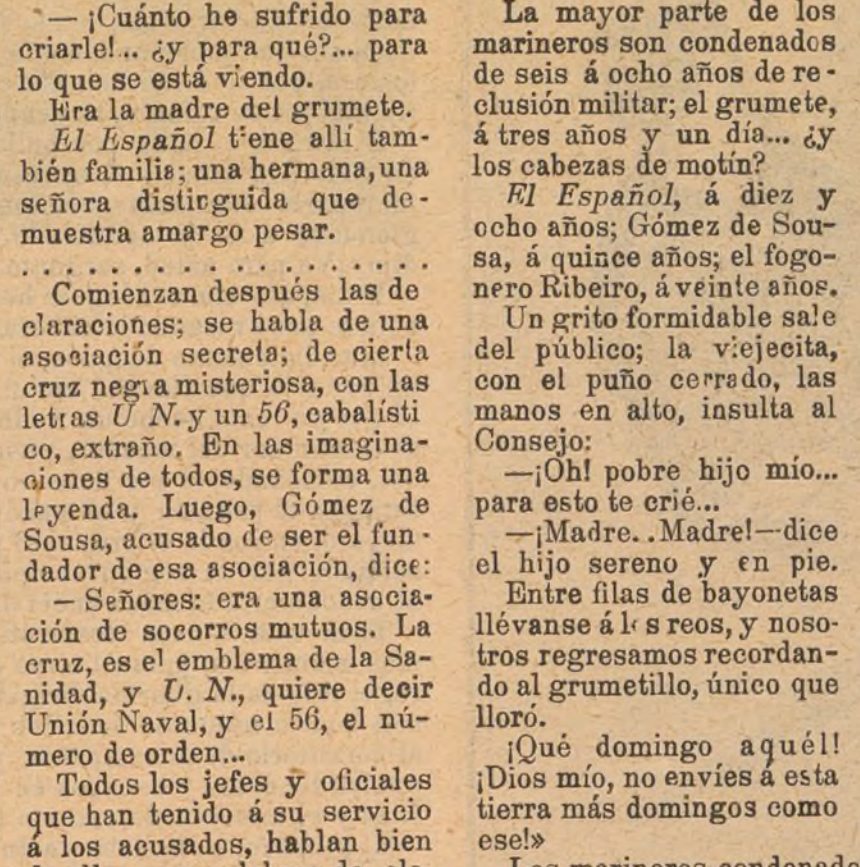 — ¡Cuánto he sufrido para
criarle!... ¿y para qué?... para
lo que se está viendo.
Era la madre del grumete.
El Español tiene allí tam-
bién familia; una hermana, una
señora distinguida que de-
muestra amargo pesar.
. . . . . . . . . . . . . . . . . .
Comienzan después las de
claraciones; se habla de una
asociación secreta; de cierta
cruz negra misteriosa, con las
letras U N. y un 56, cabalísti
co, extraño. En las imagina-
ciones de todos, se forma una
leyenda. Luego, Gómez de
Sousa, acusado de ser el fun-
dador de esa asociación, dice:
— Señores: era una asocia-
ción de socorros mutuos. La
cruz, es el emblema de la Sa-
nidad, y U. N., quiere decir
Unión Naval, y el 56, el nú-
mero de orden...
Todos los jefes y oficiales
que han tenido á su servicio
á los acusados, hablan bien
La mayor parte de los
marineros son condenados
de seis á ocho años de re-
clusión militar; el grumete,
á tres años y un día... ¿y
los cabezas de motín?
El Español, á diez y
ocho años; Gómez de Sou-
sa, á quince años; el fogo-
nero Ribeiro, á veinte años.
Un grito formidable sale
del público; la viejecita,
con el puño cerrado, las
manos en alto, insulta al
Consejo:
—¡Oh! pobre hijo mío...
para esto te crié...
—¡Madre. .Madre!—dice
el hijo sereno y en pie.
Entre filas de bayonetas
llévanse á los reos, y noso-
tros regresamos recordan-
do al grumetillo, único que
lloró.
¡Qué domingo aquél!
¡Dios mío, no envíes á esta
tierra más domingos como
ese!»